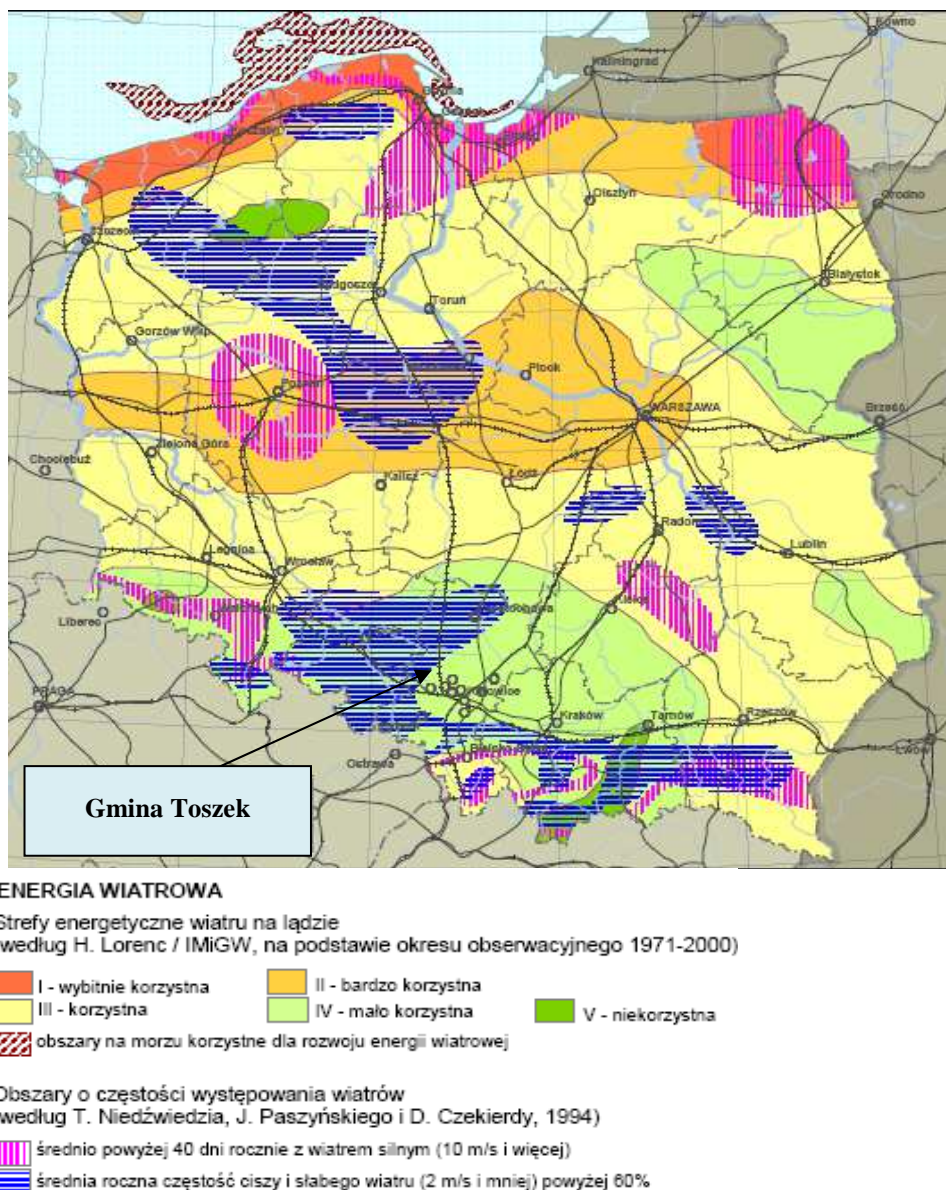 Kowno
Kaliningrad
Olsztyn
Grodno
Białystok
Toruń
Gorzów Wlkp
Płock
WARSZAWA
Brześć
Zielona Góra
Chociebuż
Kalisz
Łódź
Radom
Lublin
Legnica
Wrocław
Kielce
Liberec
PRAGA
Kraków
Tarnów
Rzeszów
Lwów
Ostrawa
Gmina Toszek
ENERGIA WIATROWA
Strefy energetyczne wiatru na lądzie
(według H. Lorenc / IMiGW, na podstawie okresu obserwacyjnego 1971-2000)
I - wybitnie korzystna II - bardzo korzystna
III - korzystna IV - mało korzystna V - niekorzystna
obszary na morzu korzystne dla rozwoju energii wiatrowej
Obszary o częstości występowania wiatrów
(według T. Niedźwiedzia, J. Paszyńskiego i D. Czekierdy, 1994)
średnio powyżej 40 dni rocznie z wiatrem silnym (10 m/s i więcej)
średnia roczna częstość ciszy i słabego wiatru (2 m/s i mniej) powyżej 60%